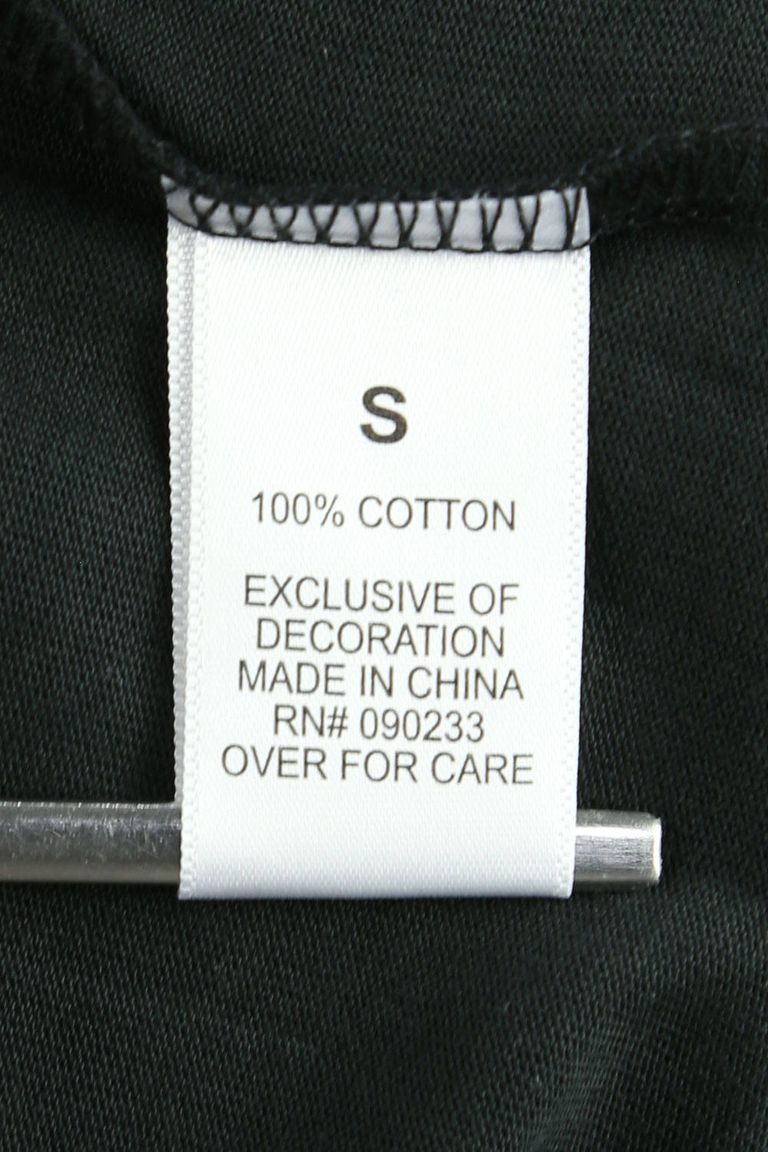 S
100% COTTON
EXCLUSIVE OF
DECORATION
MADE IN CHINA
RN# 090233
OVER FOR CARE